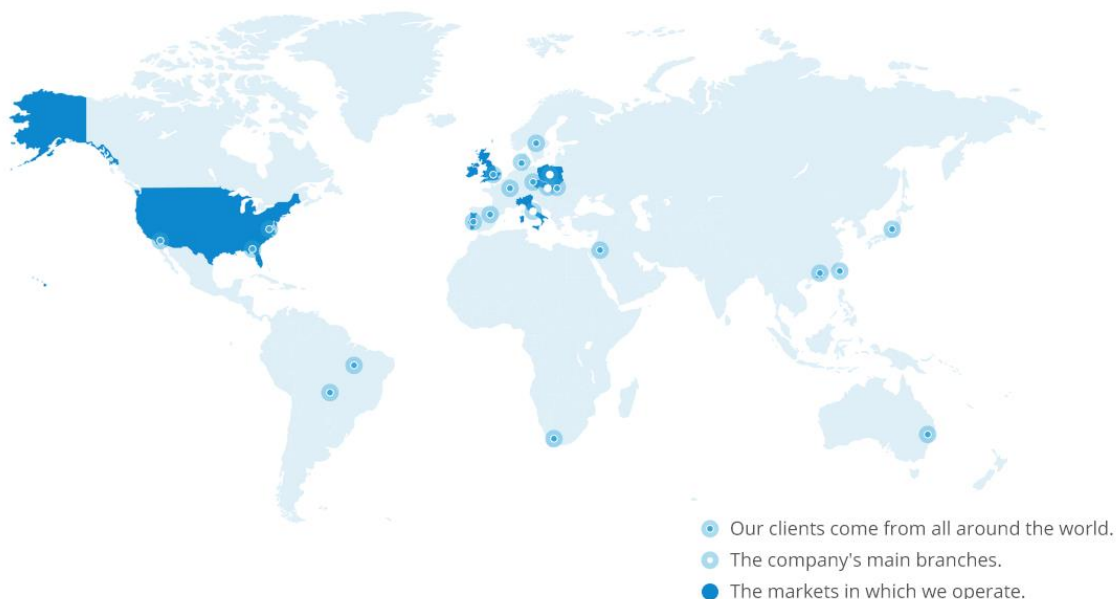 Our clients come from all around the world.
The company's main branches.
The markets in which we operate.